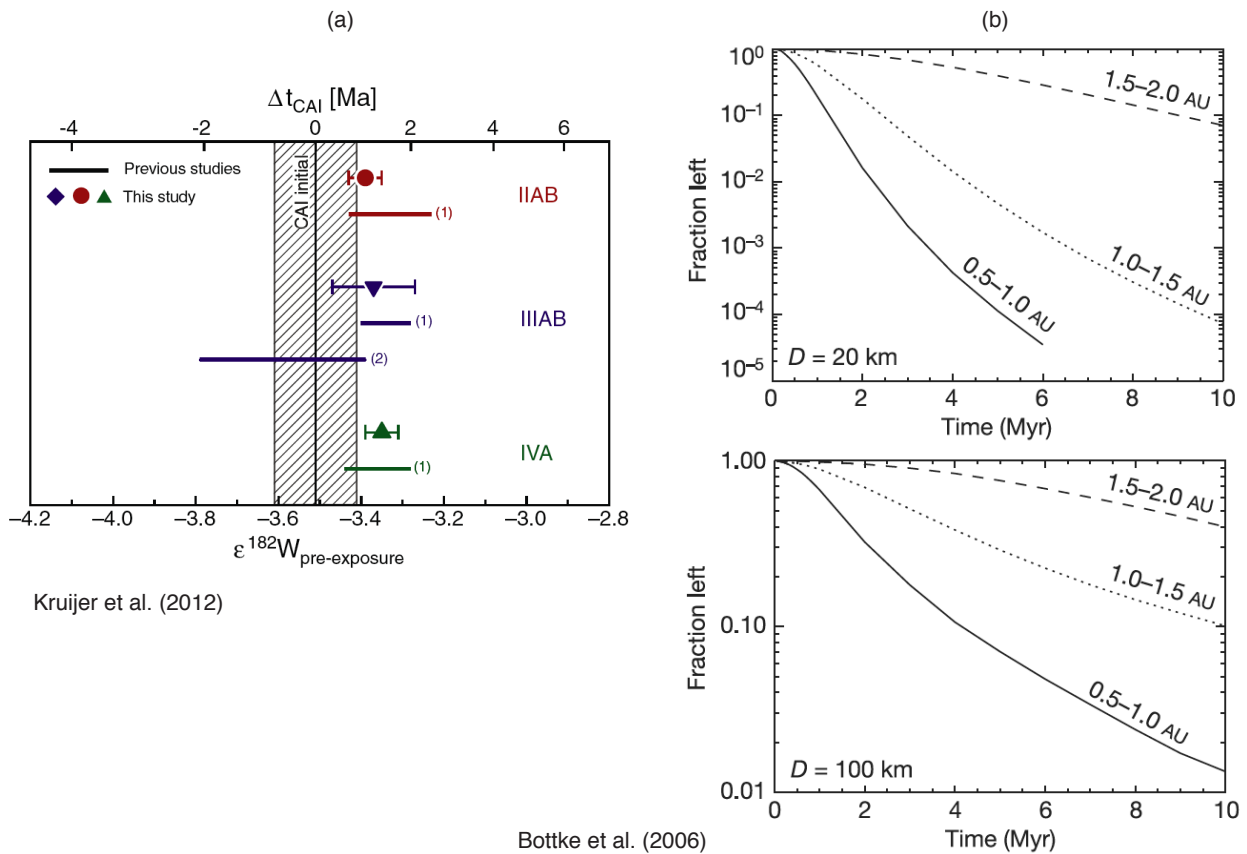 (a)
Δt_CAI [Ma]
-4 -2 0 2 4 6
Previous studies
This study
CAI initial
IIAB
(1)
IIIAB
(1)
(2)
IVA
(1)
−4.2 −4.0 −3.8 −3.6 −3.4 −3.2 −3.0 −2.8
ε¹⁸²W_pre-exposure
Kruijer et al. (2012)
(b)
10⁰
10⁻¹
10⁻²
10⁻³
10⁻⁴
10⁻⁵
Fraction left
1.5–2.0 AU
1.0–1.5 AU
0.5–1.0 AU
D = 20 km
0 2 4 6 8 10
Time (Myr)
1.00
0.10
0.01
Fraction left
1.5–2.0 AU
1.0–1.5 AU
0.5–1.0 AU
D = 100 km
0 2 4 6 8 10
Time (Myr)
Bottke et al. (2006)